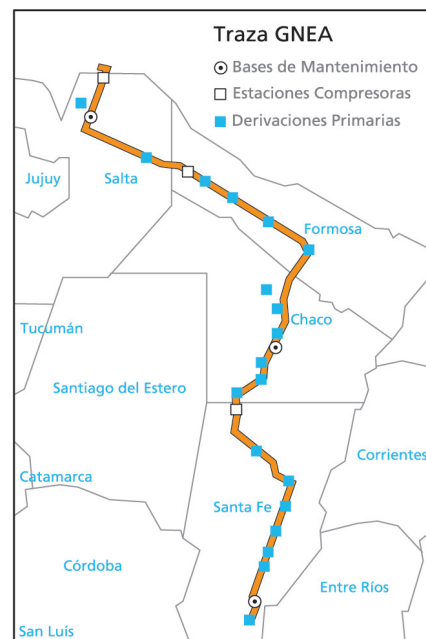 Traza GNEA
Bases de Mantenimiento
Estaciones Compresoras
Derivaciones Primarias
Jujuy
Salta
Formosa
Tucumán
Chaco
Santiago del Estero
Corrientes
Catamarca
Santa Fe
Córdoba
Entre Ríos
San Luís